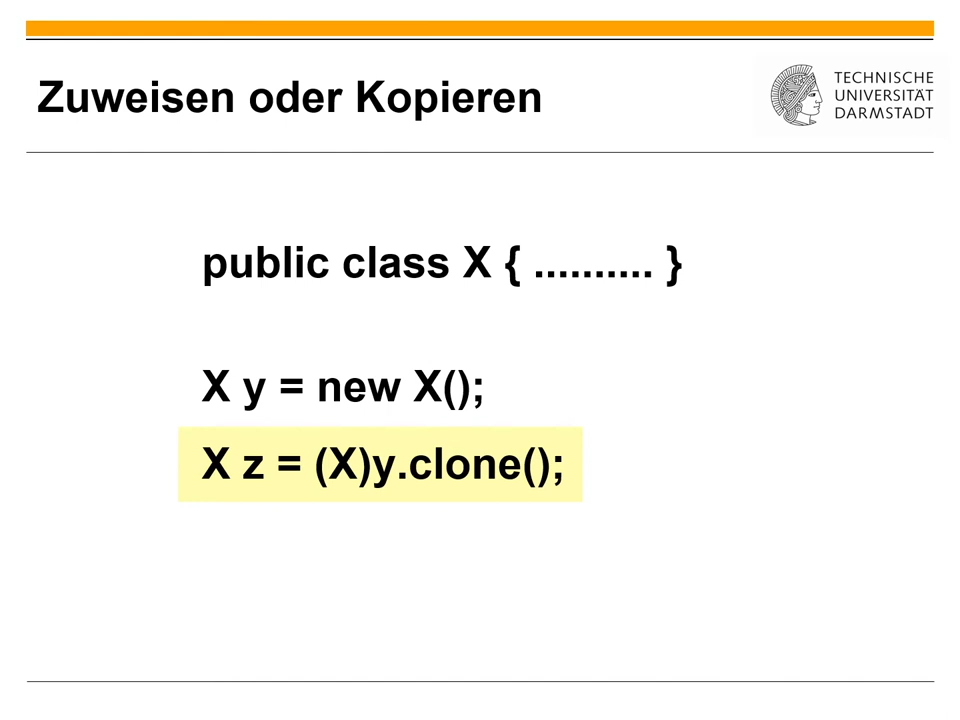 Zuweisen oder Kopieren
TECHNISCHE
UNIVERSITÄT
DARMSTADT
public class X { .......... }
X y = new X();
X z = (X)y.clone();